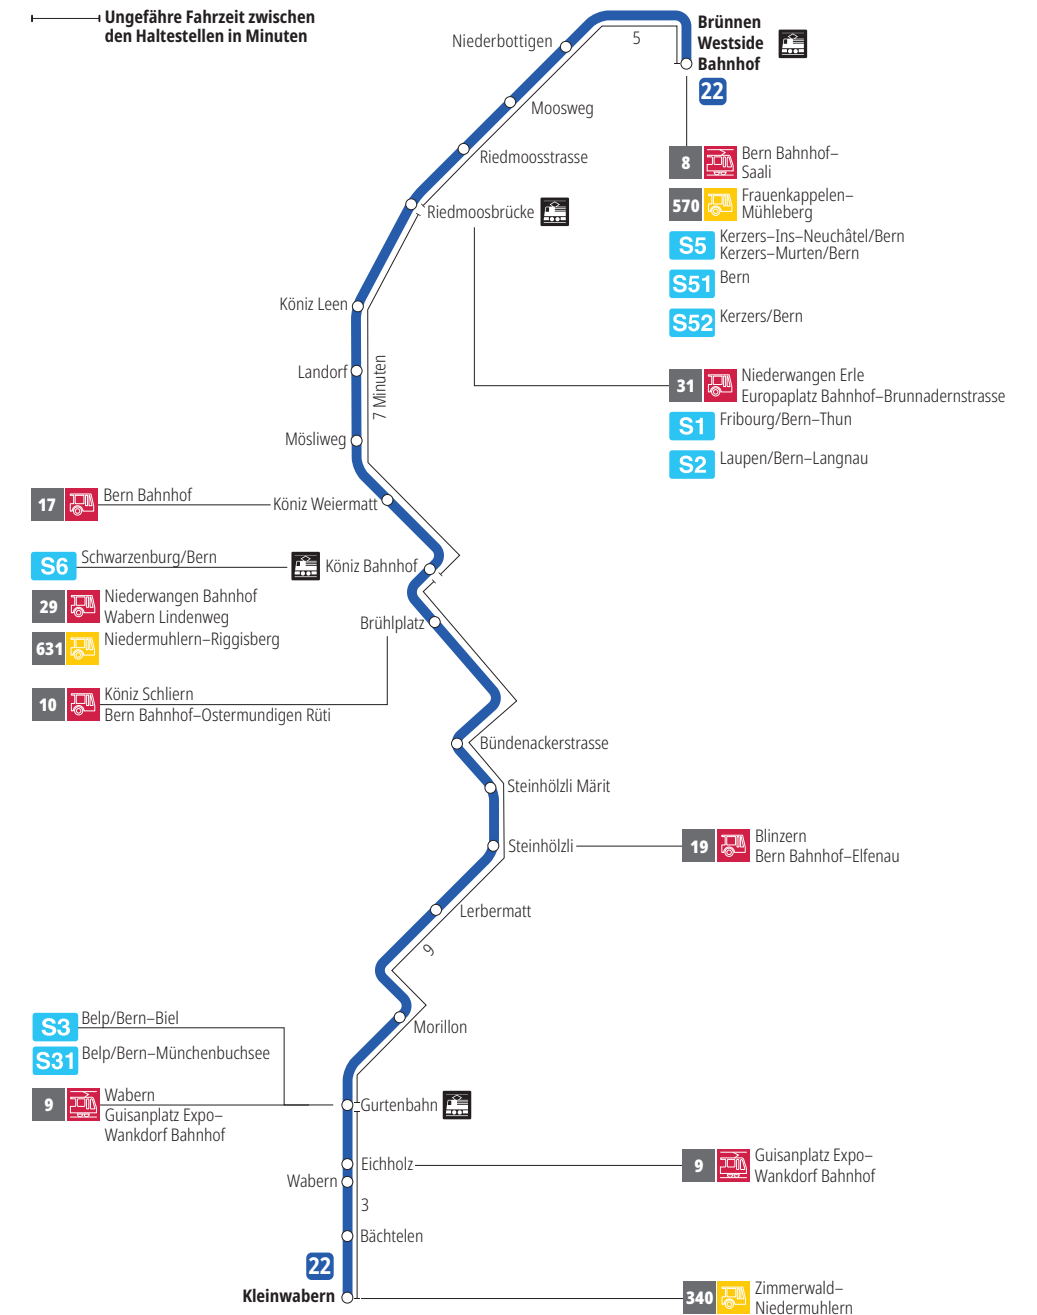 Ungefähre Fahrzeit zwischen
den Haltestellen in Minuten
Brünnen
Westside
Bahnhof
22
5
Niederbottigen
Moosweg
Riedmoosstrasse
Riedmoosbrücke
8 Bern Bahnhof–
Saali
570 Frauenkappelen–
Mühleberg
S5 Kerzers–Ins–Neuchâtel/Bern
Kerzers–Murten/Bern
S51 Bern
S52 Kerzers/Bern
31 Niederwangen Erle
Europaplatz Bahnhof–Brunnadernstrasse
S1 Fribourg/Bern–Thun
S2 Laupen/Bern–Langnau
Köniz Leen
Landorf
7 Minuten
Mösliweg
17 Bern Bahnhof
Köniz Weiermatt
S6 Schwarzenburg/Bern
Köniz Bahnhof
29 Niederwangen Bahnhof
Wabern Lindenweg
631 Niedermuhlern–Riggisberg
Brühlplatz
10 Köniz Schliern
Bern Bahnhof–Ostermundigen Rüti
Bündenackerstrasse
Steinhölzli Märit
Steinhölzli
19 Blinzern
Bern Bahnhof–Elfenau
Lerbermatt
9
Morillon
S3 Belp/Bern–Biel
S31 Belp/Bern–Münchenbuchsee
9 Wabern
Guisanplatz Expo–
Wankdorf Bahnhof
Gurtenbahn
Eichholz
9 Guisanplatz Expo–
Wankdorf Bahnhof
Wabern
3
Bächtelen
22
Kleinwabern
340 Zimmerwald–
Niedermuhlern